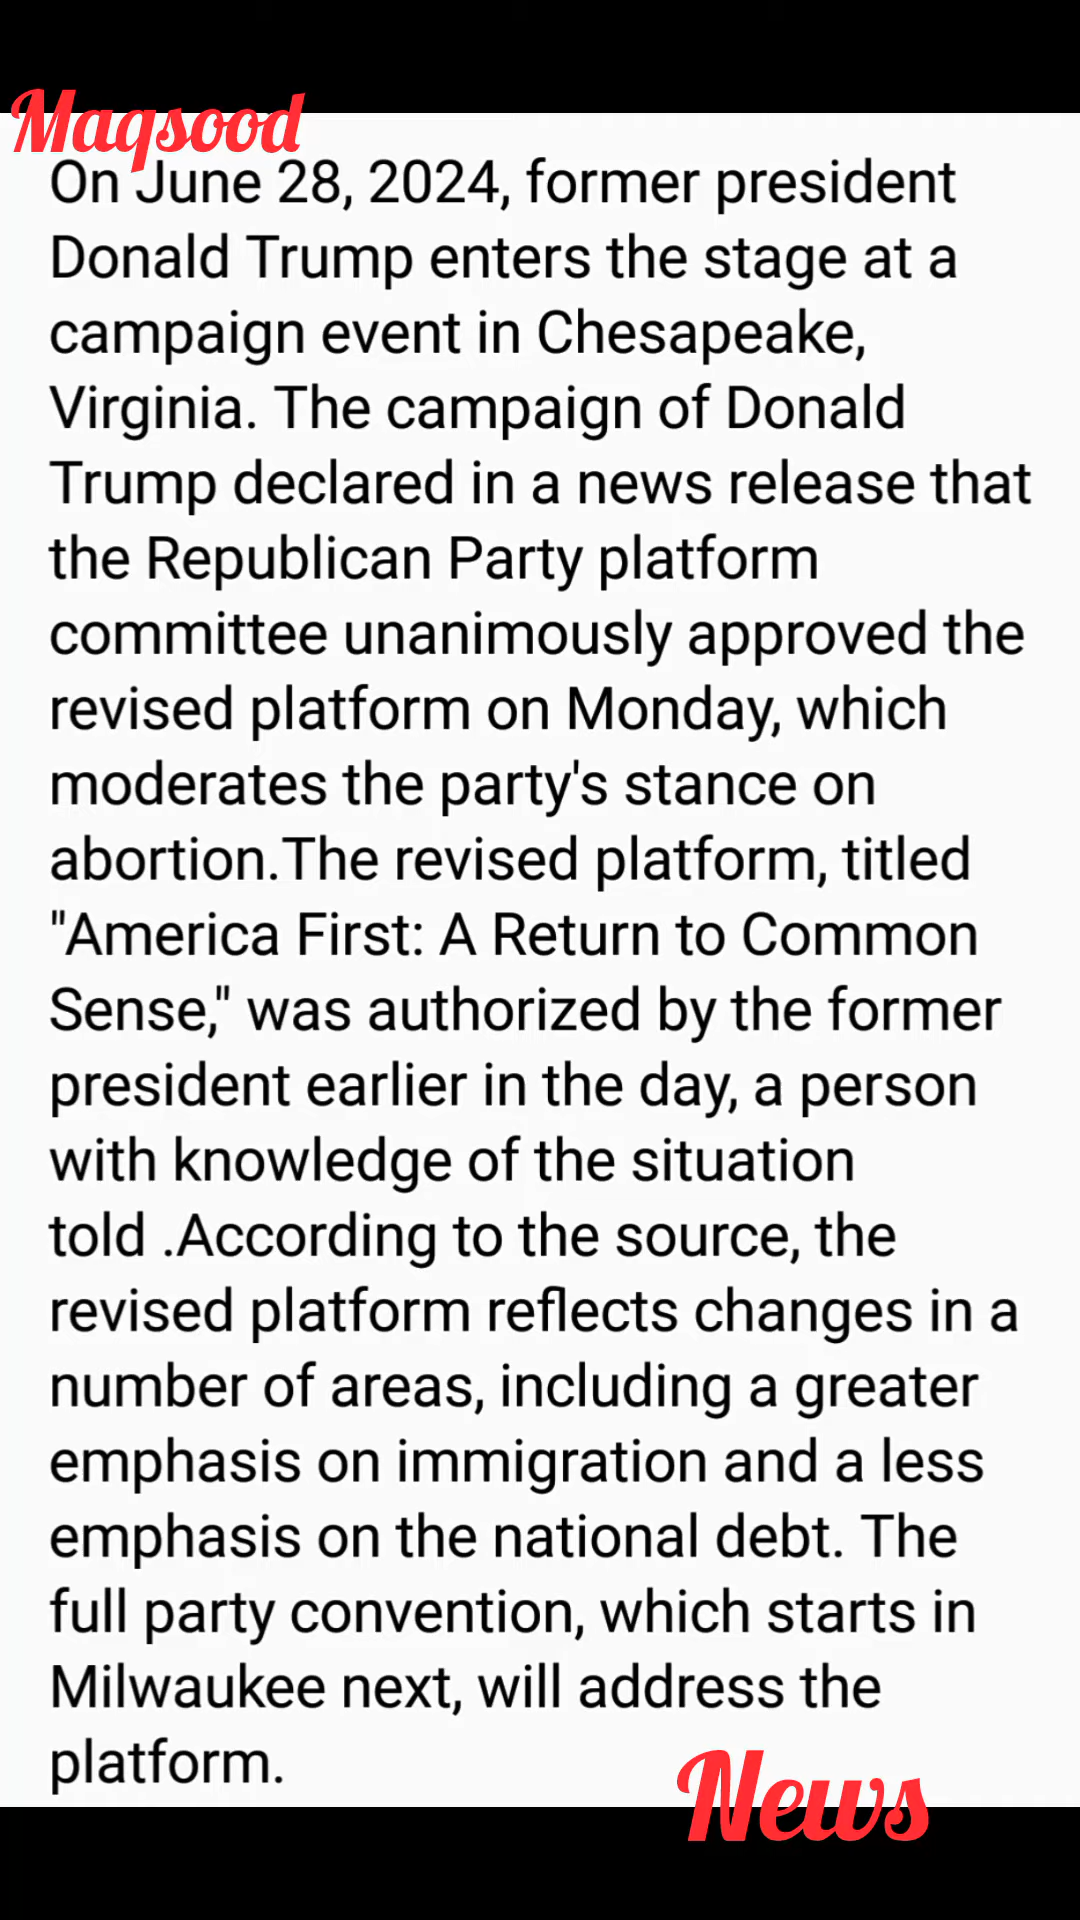 Maqsood
On June 28, 2024, former president
Donald Trump enters the stage at a
campaign event in Chesapeake,
Virginia. The campaign of Donald
Trump declared in a news release that
the Republican Party platform
committee unanimously approved the
revised platform on Monday, which
moderates the party's stance on
abortion.The revised platform, titled
"America First: A Return to Common
Sense," was authorized by the former
president earlier in the day, a person
with knowledge of the situation
told .According to the source, the
revised platform reflects changes in a
number of areas, including a greater
emphasis on immigration and a less
emphasis on the national debt. The
full party convention, which starts in
Milwaukee next, will address the
platform.
News